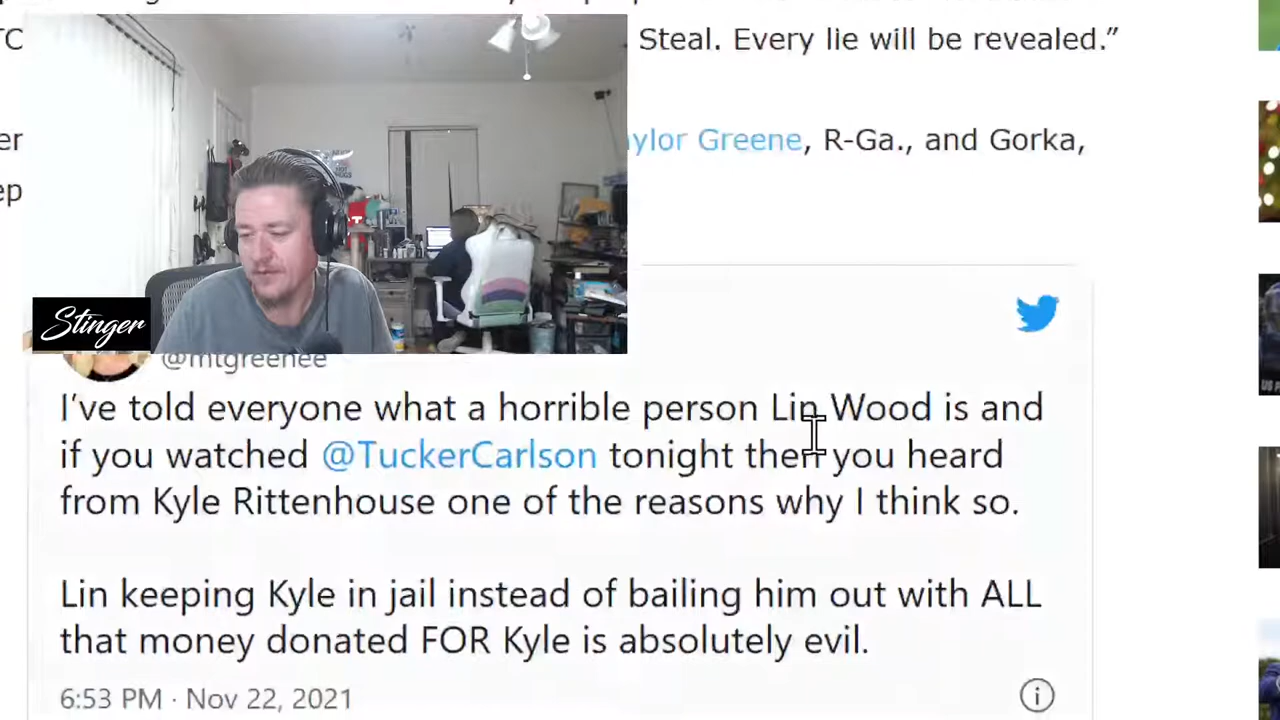 Steal. Every lie will be revealed.”
Greene, R-Ga., and Gorka,
Stinger
@mtgreenee
I’ve told everyone what a horrible person Lin Wood is and
if you watched @TuckerCarlson tonight then you heard
from Kyle Rittenhouse one of the reasons why I think so.
Lin keeping Kyle in jail instead of bailing him out with ALL
that money donated FOR Kyle is absolutely evil.
6:53 PM · Nov 22, 2021